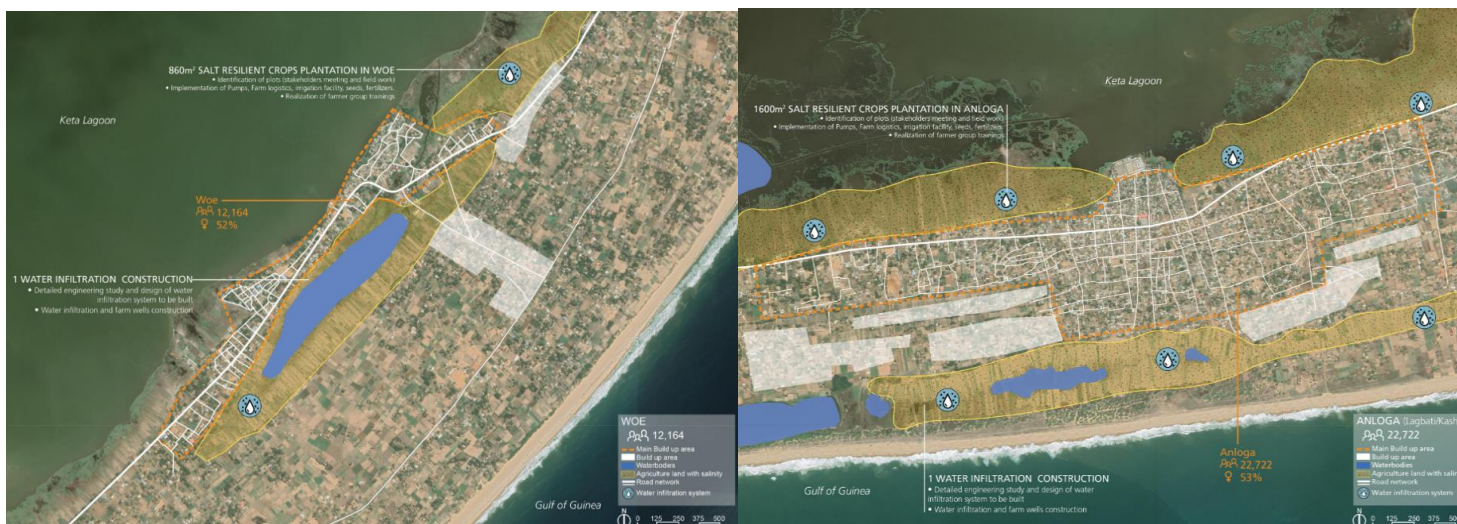 Keta Lagoon
860m² SALT RESILIENT CROPS PLANTATION IN WOE
• Identification of plots (stakeholders meeting and field work)
• Implementation of Pumps, Farm logistics, irrigation facility, seeds, fertilizers.
• Realization of farmer group trainings
Woe
12,164
52%
1 WATER INFILTRATION CONSTRUCTION
• Detailed engineering study and design of water
infiltration system to be built
• Water infiltration and farm wells construction
Gulf of Guinea
WOE
12,164
Main Build up area
Build up area
Waterbodies
Agriculture land with salinity
Road network
Water infiltration system
N
0 125 250 375 500
Keta Lagoon
1600m² SALT RESILIENT CROPS PLANTATION IN ANLOGA
• Identification of plots (stakeholders meeting and field work)
• Implementation of Pumps, Farm logistics, irrigation facility, seeds, fertilizers.
• Realization of farmer group trainings
Anloga
22,722
53%
1 WATER INFILTRATION CONSTRUCTION
• Detailed engineering study and design of water
infiltration system to be built
• Water infiltration and farm wells construction
Gulf of Guinea
ANLOGA (Lagbati/Kash
22,722
Main Build up area
Build up area
Waterbodies
Agriculture land with salini
Road network
Water infiltration system
N
0 125 250 375 500